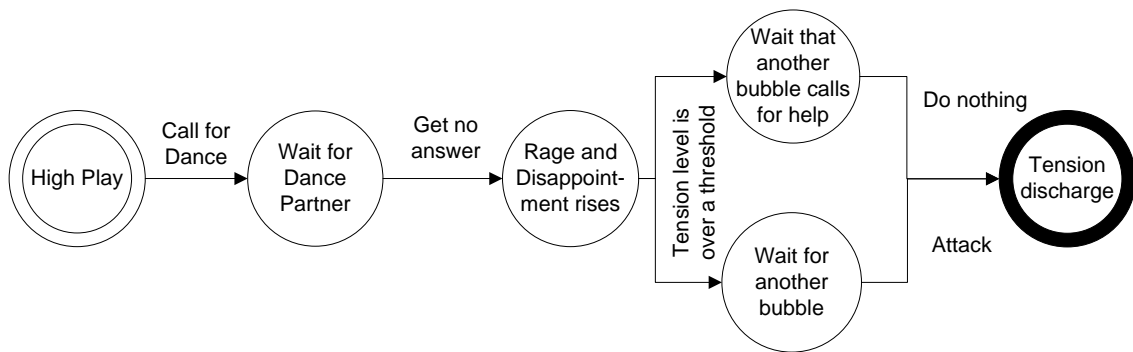 High Play
Call for
Dance
Wait for
Dance
Partner
Get no
answer
Rage and
Disappoint-
ment rises
Tension level is
over a threshold
Wait that
another
bubble calls
for help
Wait for
another
bubble
Do nothing
Attack
Tension
discharge